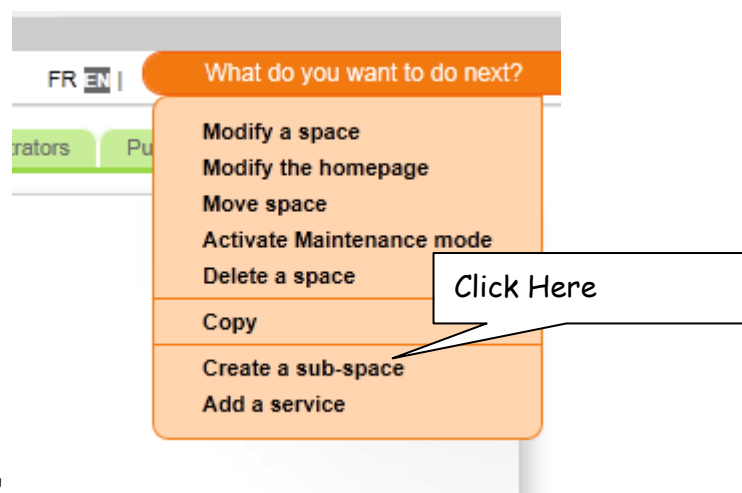 FR EN |
What do you want to do next?
rators
Pu
Modify a space
Modify the homepage
Move space
Activate Maintenance mode
Delete a space
Click Here
Copy
Create a sub-space
Add a service